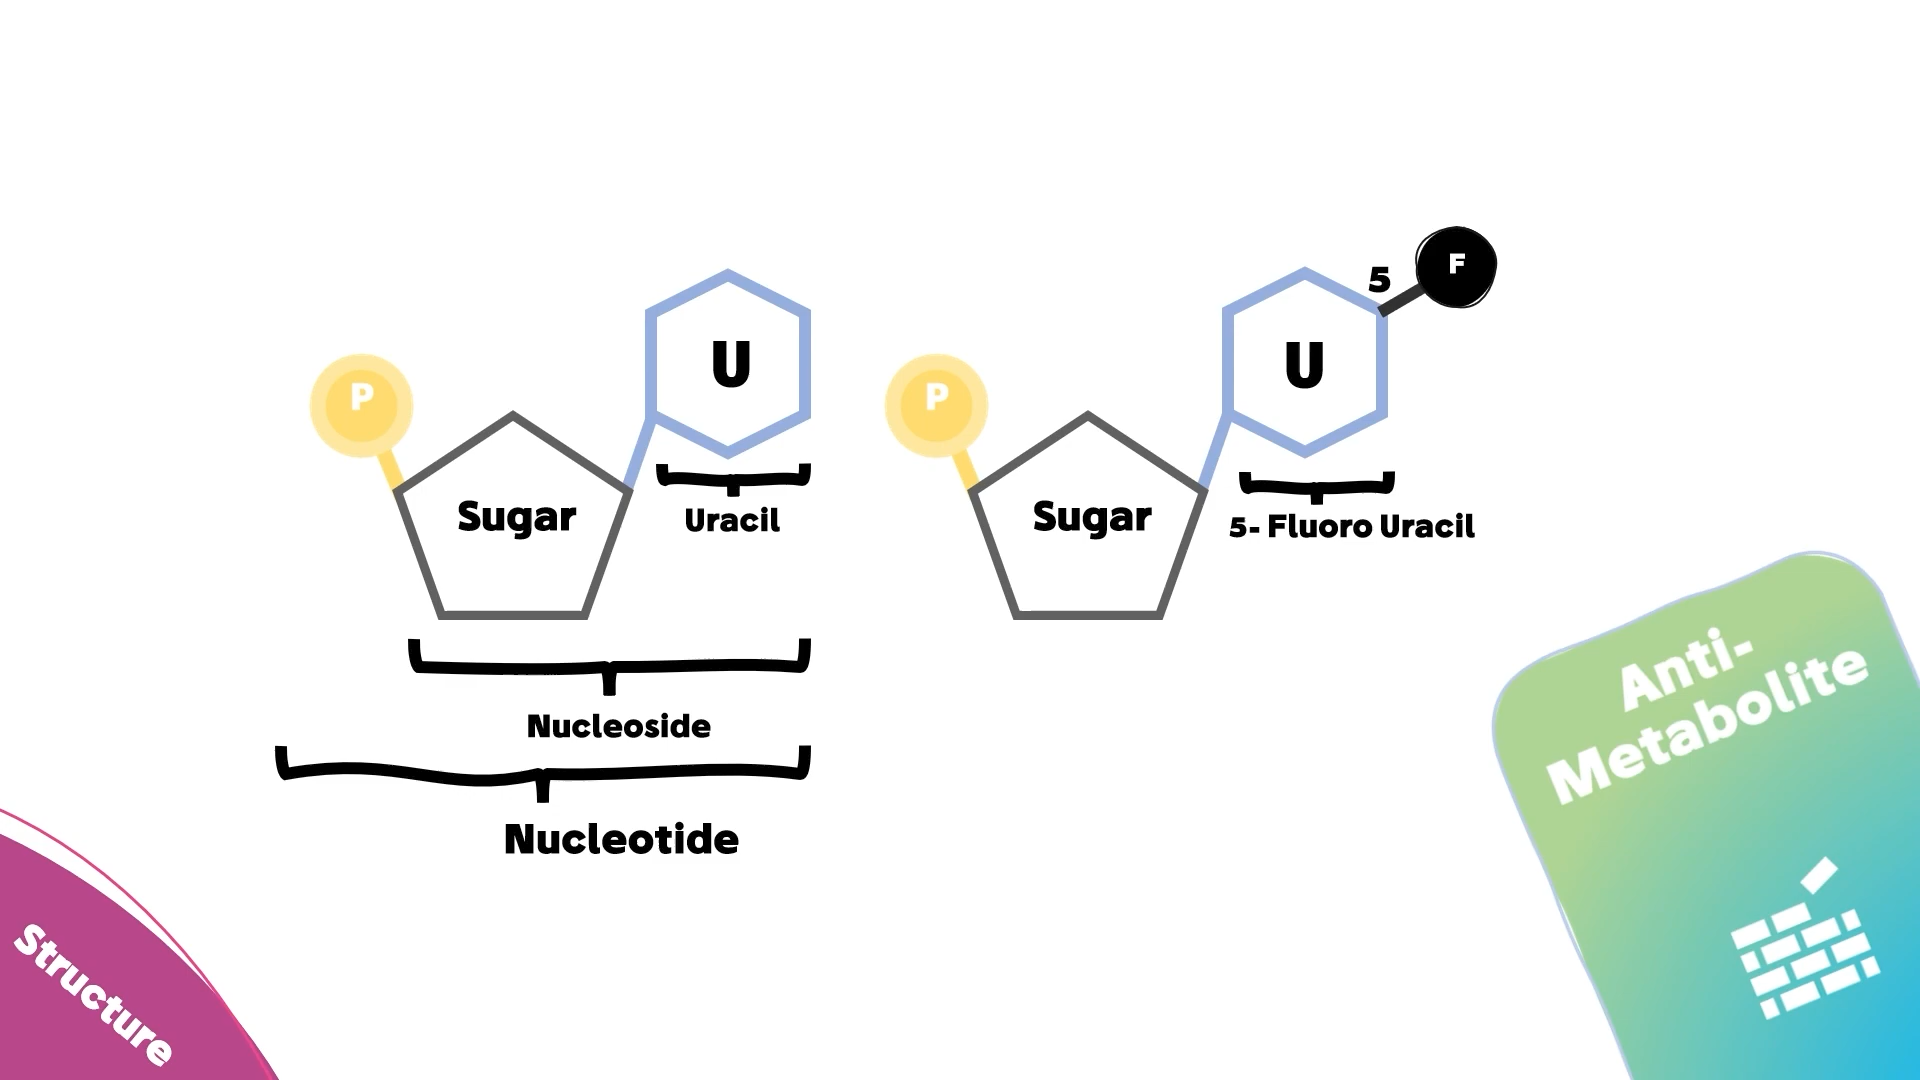 P
Sugar
U
Uracil
Nucleoside
Nucleotide
P
Sugar
U
5
F
5- Fluoro Uracil
Anti-
Metabolite
Structure